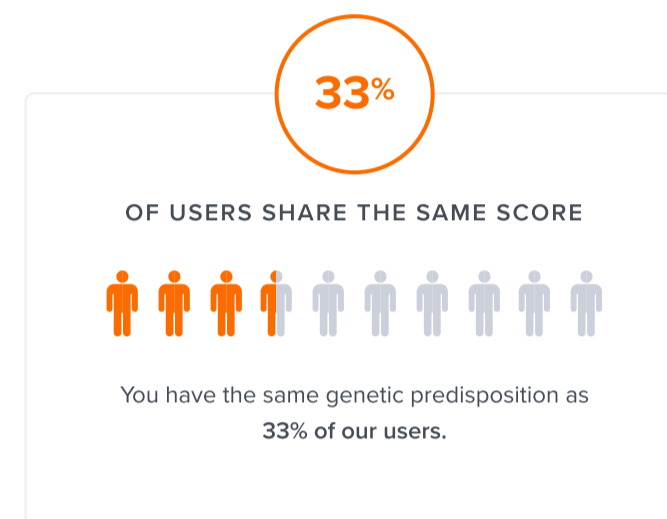 33%
OF USERS SHARE THE SAME SCORE
You have the same genetic predisposition as
33% of our users.